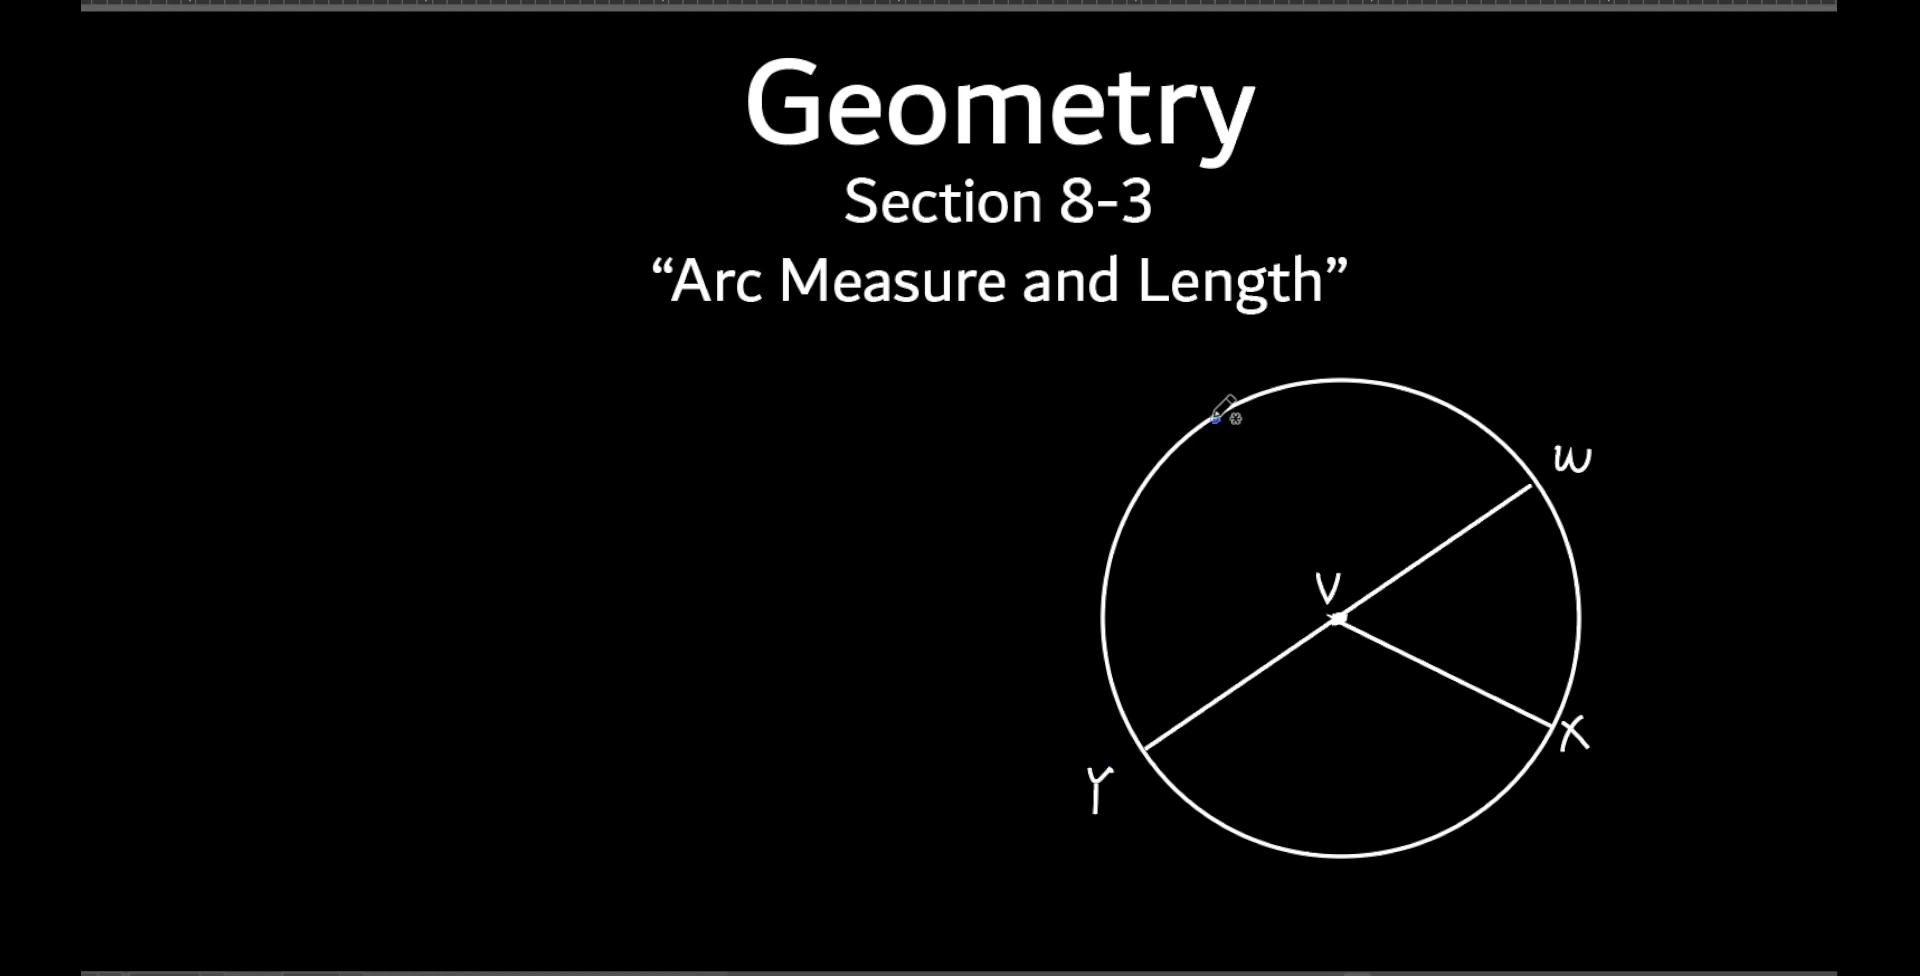 Geometry
Section 8-3
“Arc Measure and Length”
W
V
X
Y